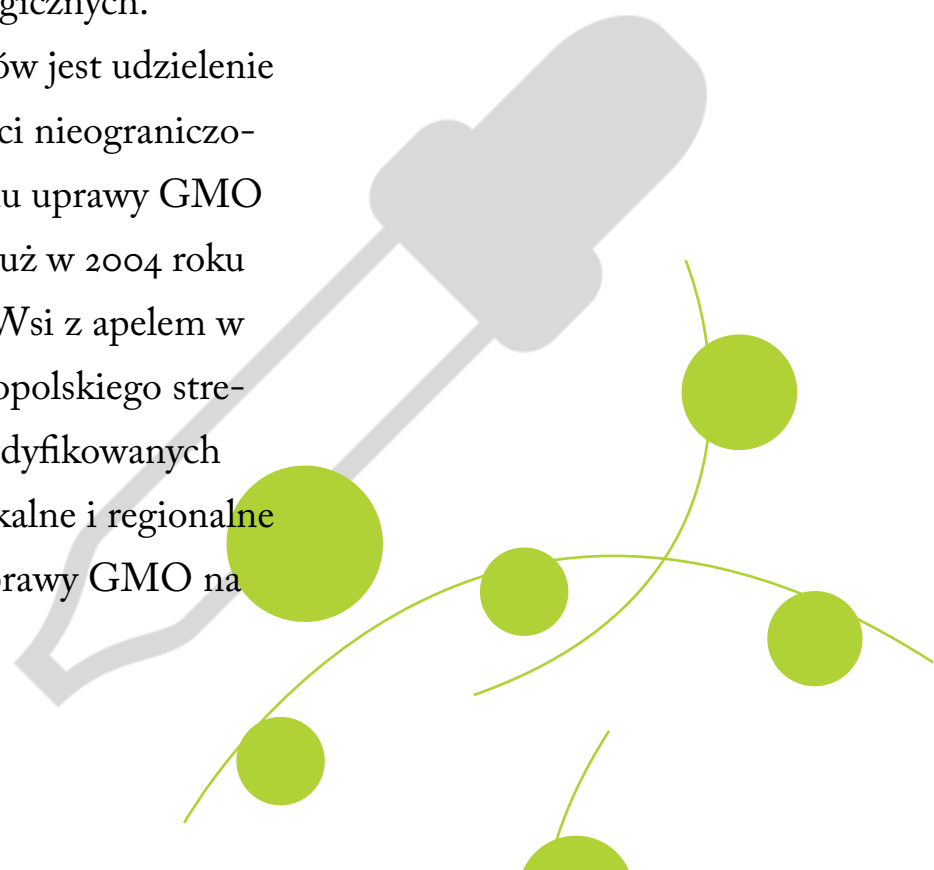 gicznych.
ów jest udzielenie
ci nieograniczo-
u uprawy GMO
uż w 2004 roku
Wsi z apelem w
opolskiego stre-
dyfikowanych
kalne i regionalne
prawy GMO na